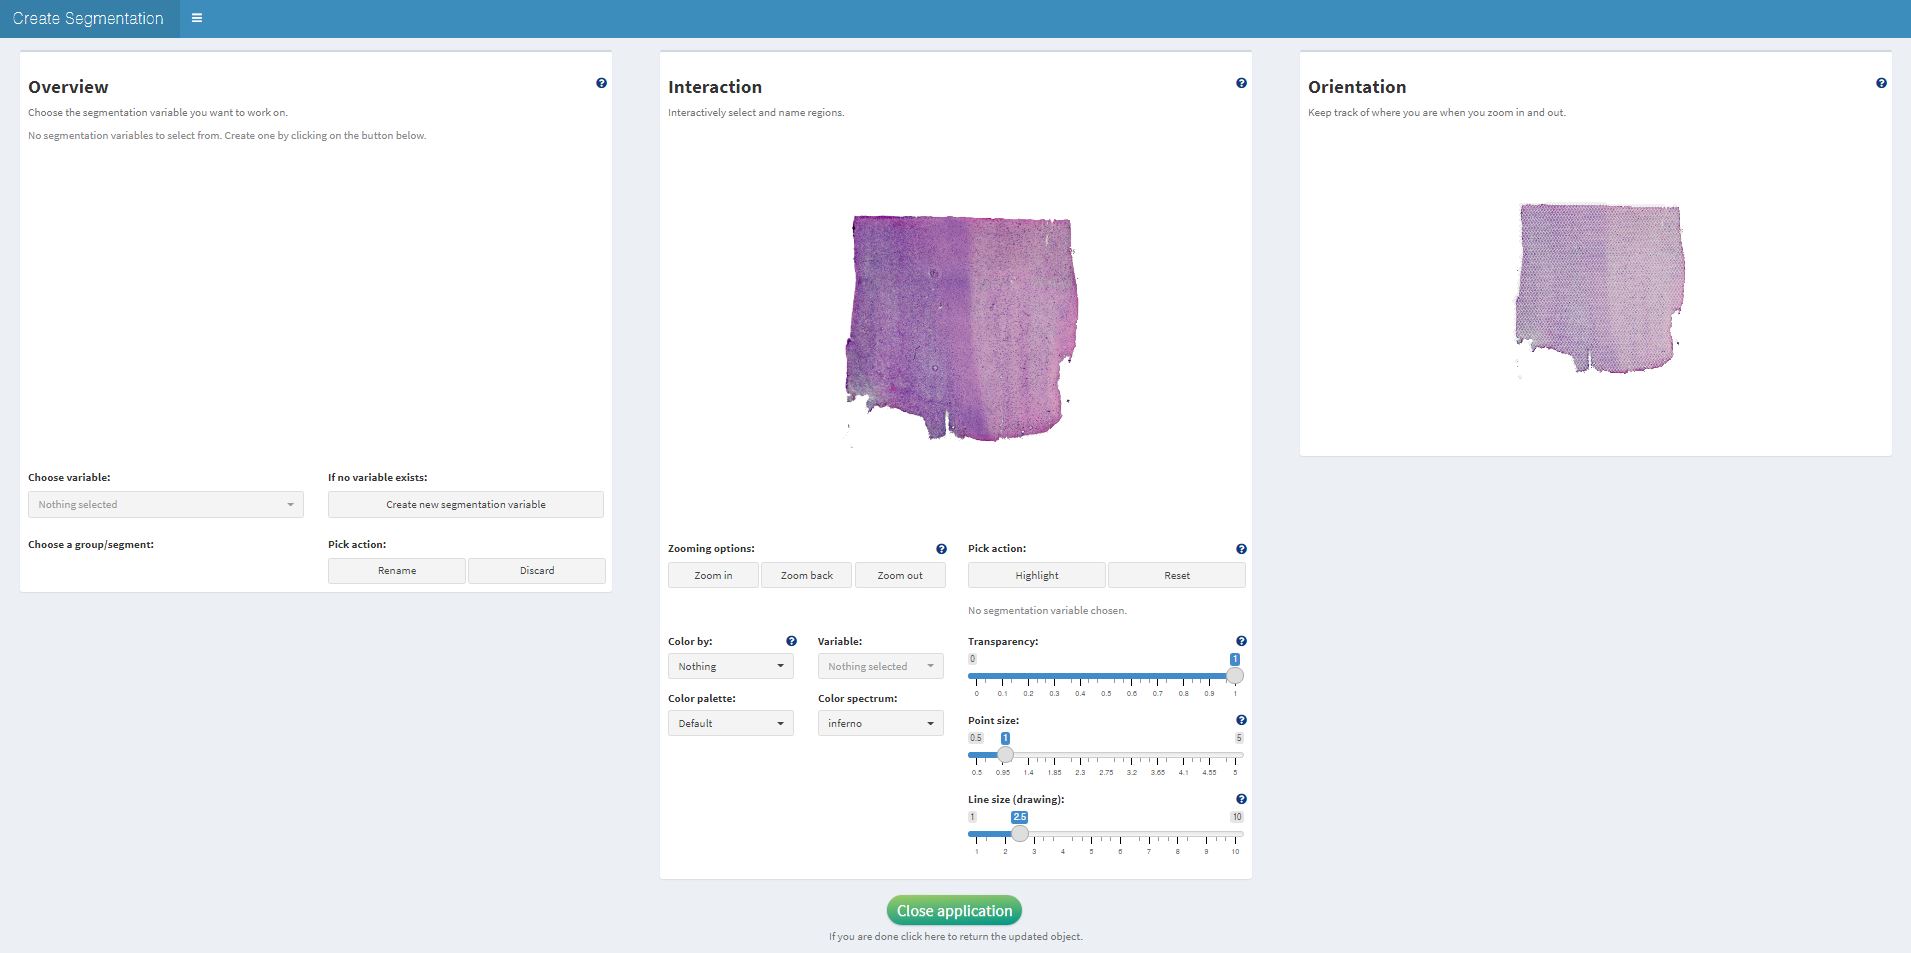 Create Segmentation
Overview
Choose the segmentation variable you want to work on.
No segmentation variables to select from. Create one by clicking on the button below.
Choose variable:
If no variable exists:
Nothing selected
Create new segmentation variable
Choose a group/segment:
Pick action:
Rename
Discard
Interaction
Interactively select and name regions.
Zooming options:
Pick action:
Zoom in
Zoom back
Zoom out
Highlight
Reset
No segmentation variable chosen.
Color by:
Variable:
Nothing
Nothing selected
Color palette:
Color spectrum:
Default
inferno
Transparency:
0
1
0 0.1 0.2 0.3 0.4 0.5 0.6 0.7 0.8 0.9 1
Point size:
0.5 1 5
0.5 0.95 1.4 1.85 2.3 2.75 3.2 3.65 4.1 4.55 5
Line size (drawing):
1 2.5 10
1 2 3 4 5 6 7 8 9 10
Orientation
Keep track of where you are when you zoom in and out.
Close application
If you are done click here to return the updated object.